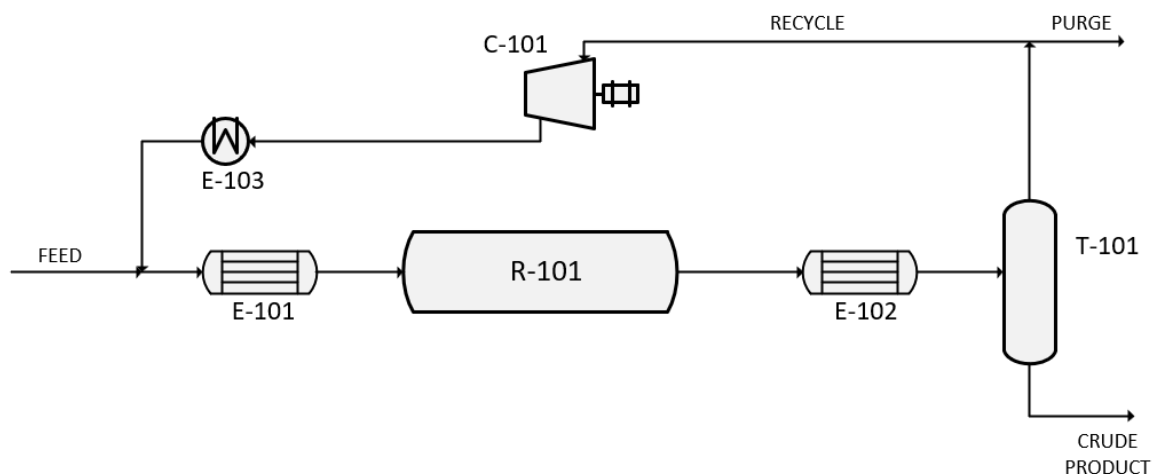 RECYCLE
PURGE
C-101
E-103
FEED
T-101
R-101
E-101
E-102
CRUDE
PRODUCT